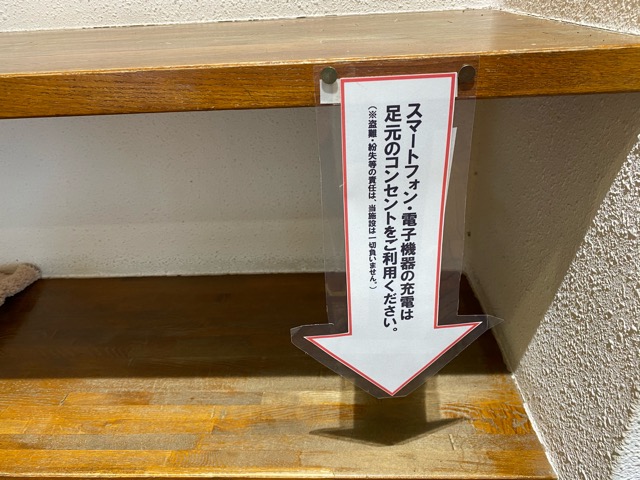 スマートフォン・電子機器の充電は
足元のコンセントをご利用ください。
(※盗難・紛失等の責任は、当施設は一切負いません。)